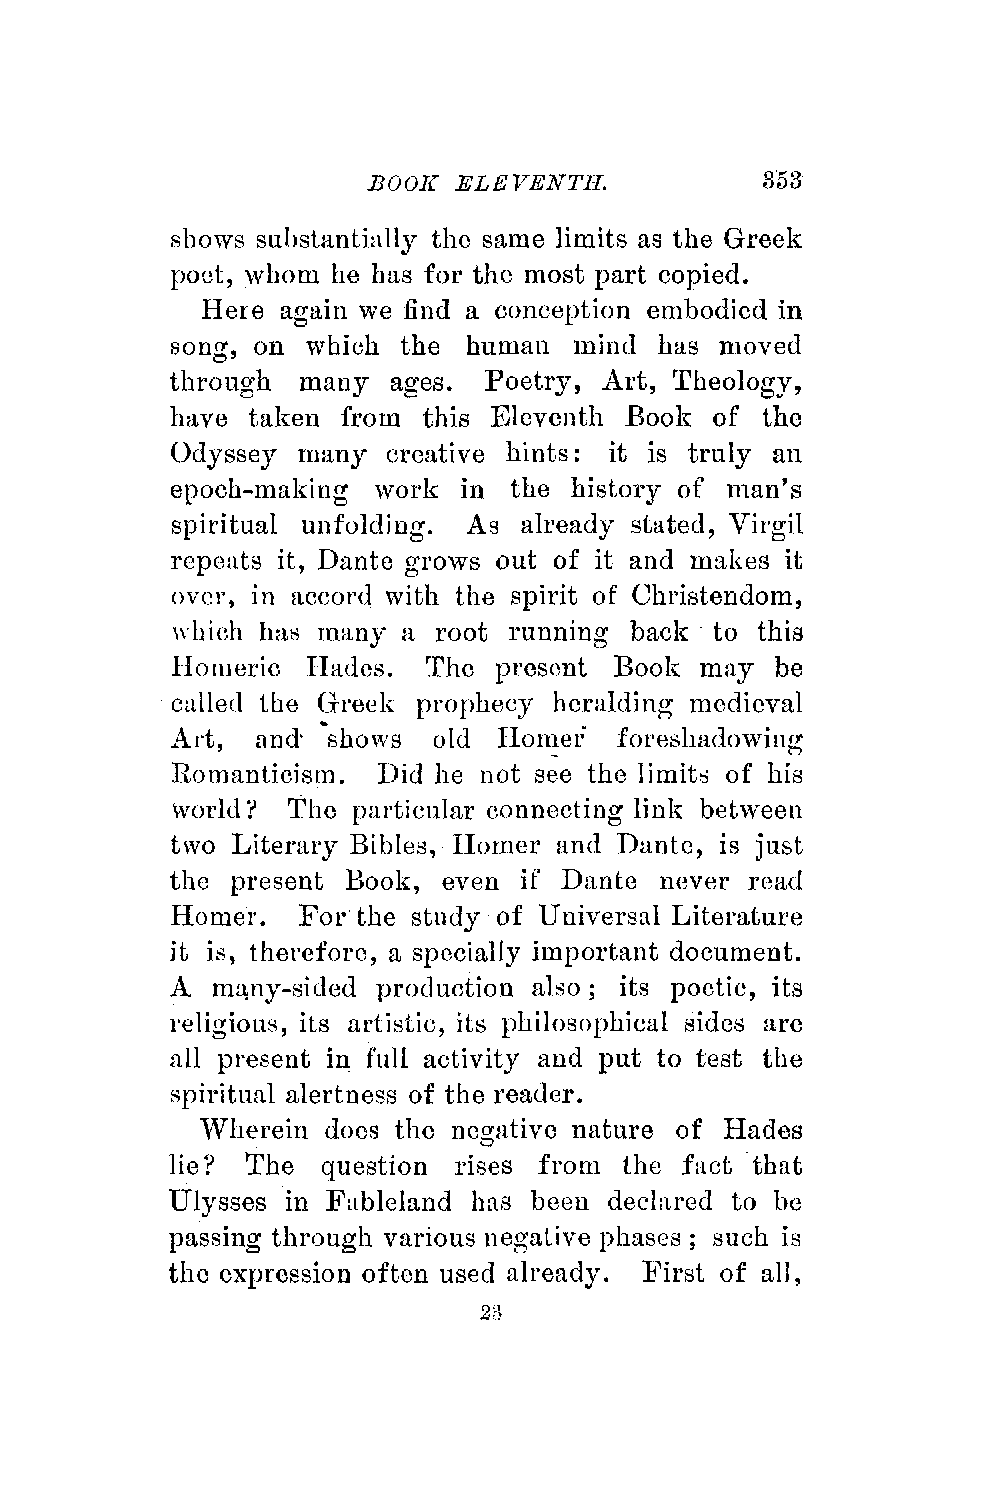 BOOK ELEVENTH. 353
shows substantially the same limits as the Greek
poet, whom he has for the most part copied.
Here again we find a conception embodied in
song, on which the human mind has moved
through many ages. Poetry, Art, Theology,
have taken from this Eleventh Book of the
Odyssey many creative hints: it is truly an
epoch-making work in the history of man's
spiritual unfolding. As already stated, Virgil
repeats it, Dante grows out of it and makes it
over, in accord with the spirit of Christendom,
which has many a root running back to this
Homeric Hades. The present Book may be
called the Greek prophecy heralding medieval
Art, and shows old Homer foreshadowing
Romanticism. Did he not see the limits of his
world? The particular connecting link between
two Literary Bibles, Homer and Dante, is just
the present Book, even if Dante never read
Homer. For the study of Universal Literature
it is, therefore, a specially important document.
A many-sided production also; its poetic, its
religious, its artistic, its philosophical sides are
all present in full activity and put to test the
spiritual alertness of the reader.
Wherein does the negative nature of Hades
lie? The question rises from the fact that
Ulysses in Fableland has been declared to be
passing through various negative phases; such is
the expression often used already. First of all,
23